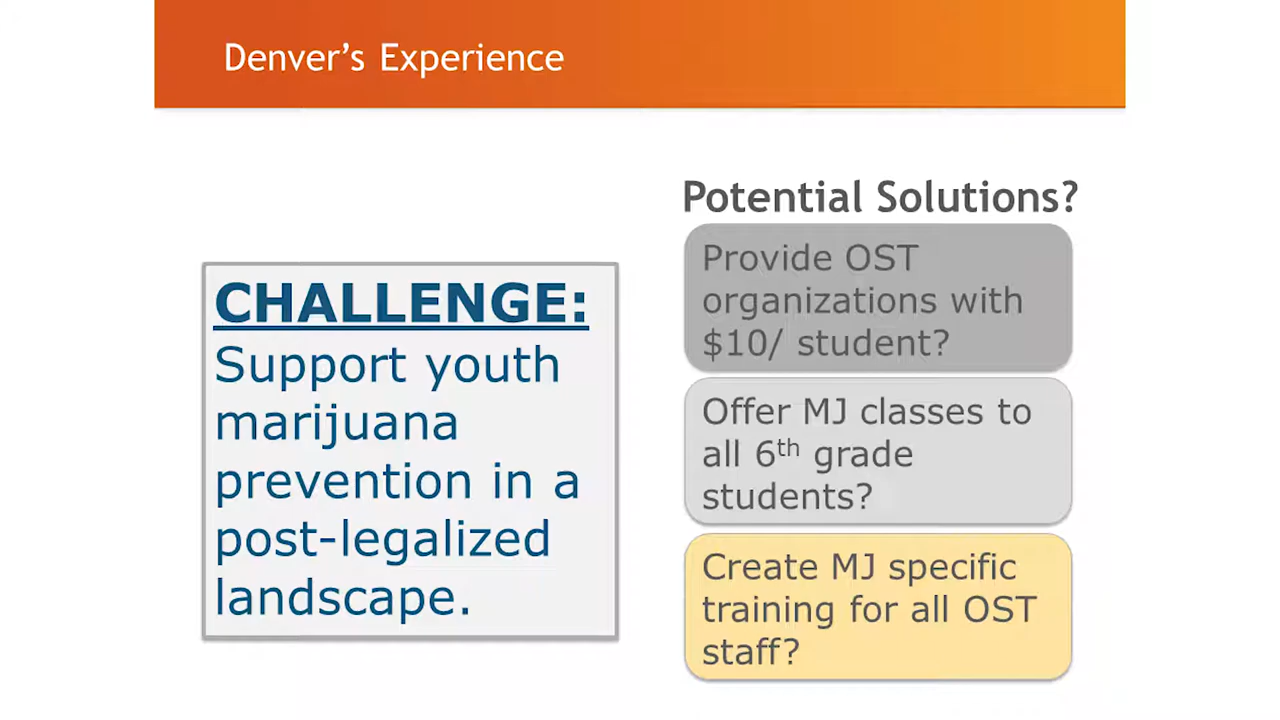 Denver's Experience
CHALLENGE:
Support youth
marijuana
prevention in a
post-legalized
landscape.
Potential Solutions?
Provide OST
organizations with
$10/ student?
Offer MJ classes to
all 6th grade
students?
Create MJ specific
training for all OST
staff?